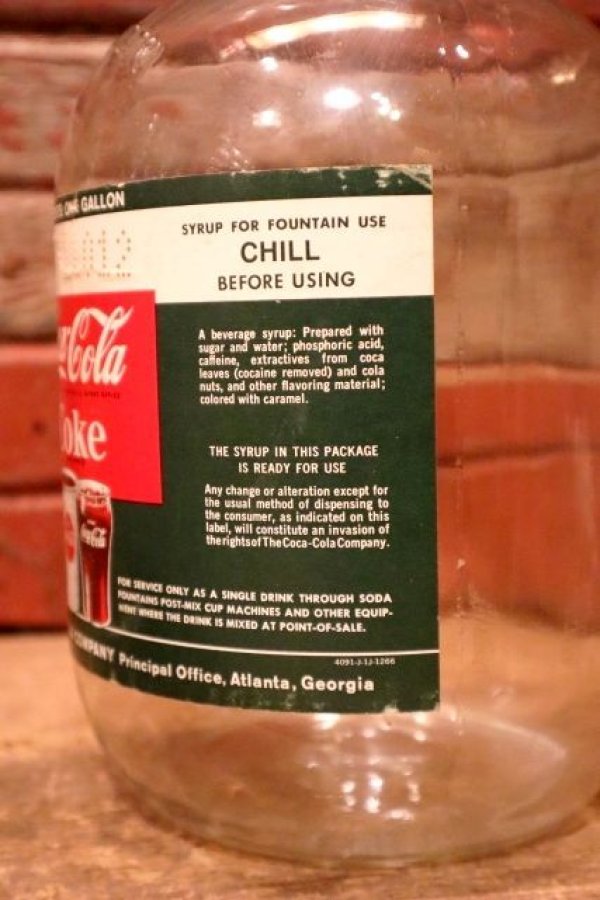 GALLON
SYRUP FOR FOUNTAIN USE
CHILL
BEFORE USING
A beverage syrup: Prepared with
sugar and water; phosphoric acid,
caffeine, extractives from coca
leaves (cocaine removed) and cola
nuts, and other flavoring material;
colored with caramel.
Cola
oke
THE SYRUP IN THIS PACKAGE
IS READY FOR USE
Any change or alteration except for
the usual method of dispensing to
the consumer, as indicated on this
label, will constitute an invasion of
the rights of The Coca-Cola Company.
FOR SERVICE ONLY AS A SINGLE DRINK THROUGH SODA
FOUNTAINS POST-MIX CUP MACHINES AND OTHER EQUIP-
MENT WHERE THE DRINK IS MIXED AT POINT-OF-SALE.
4091-J-1J-1266
COMPANY Principal Office, Atlanta, Georgia